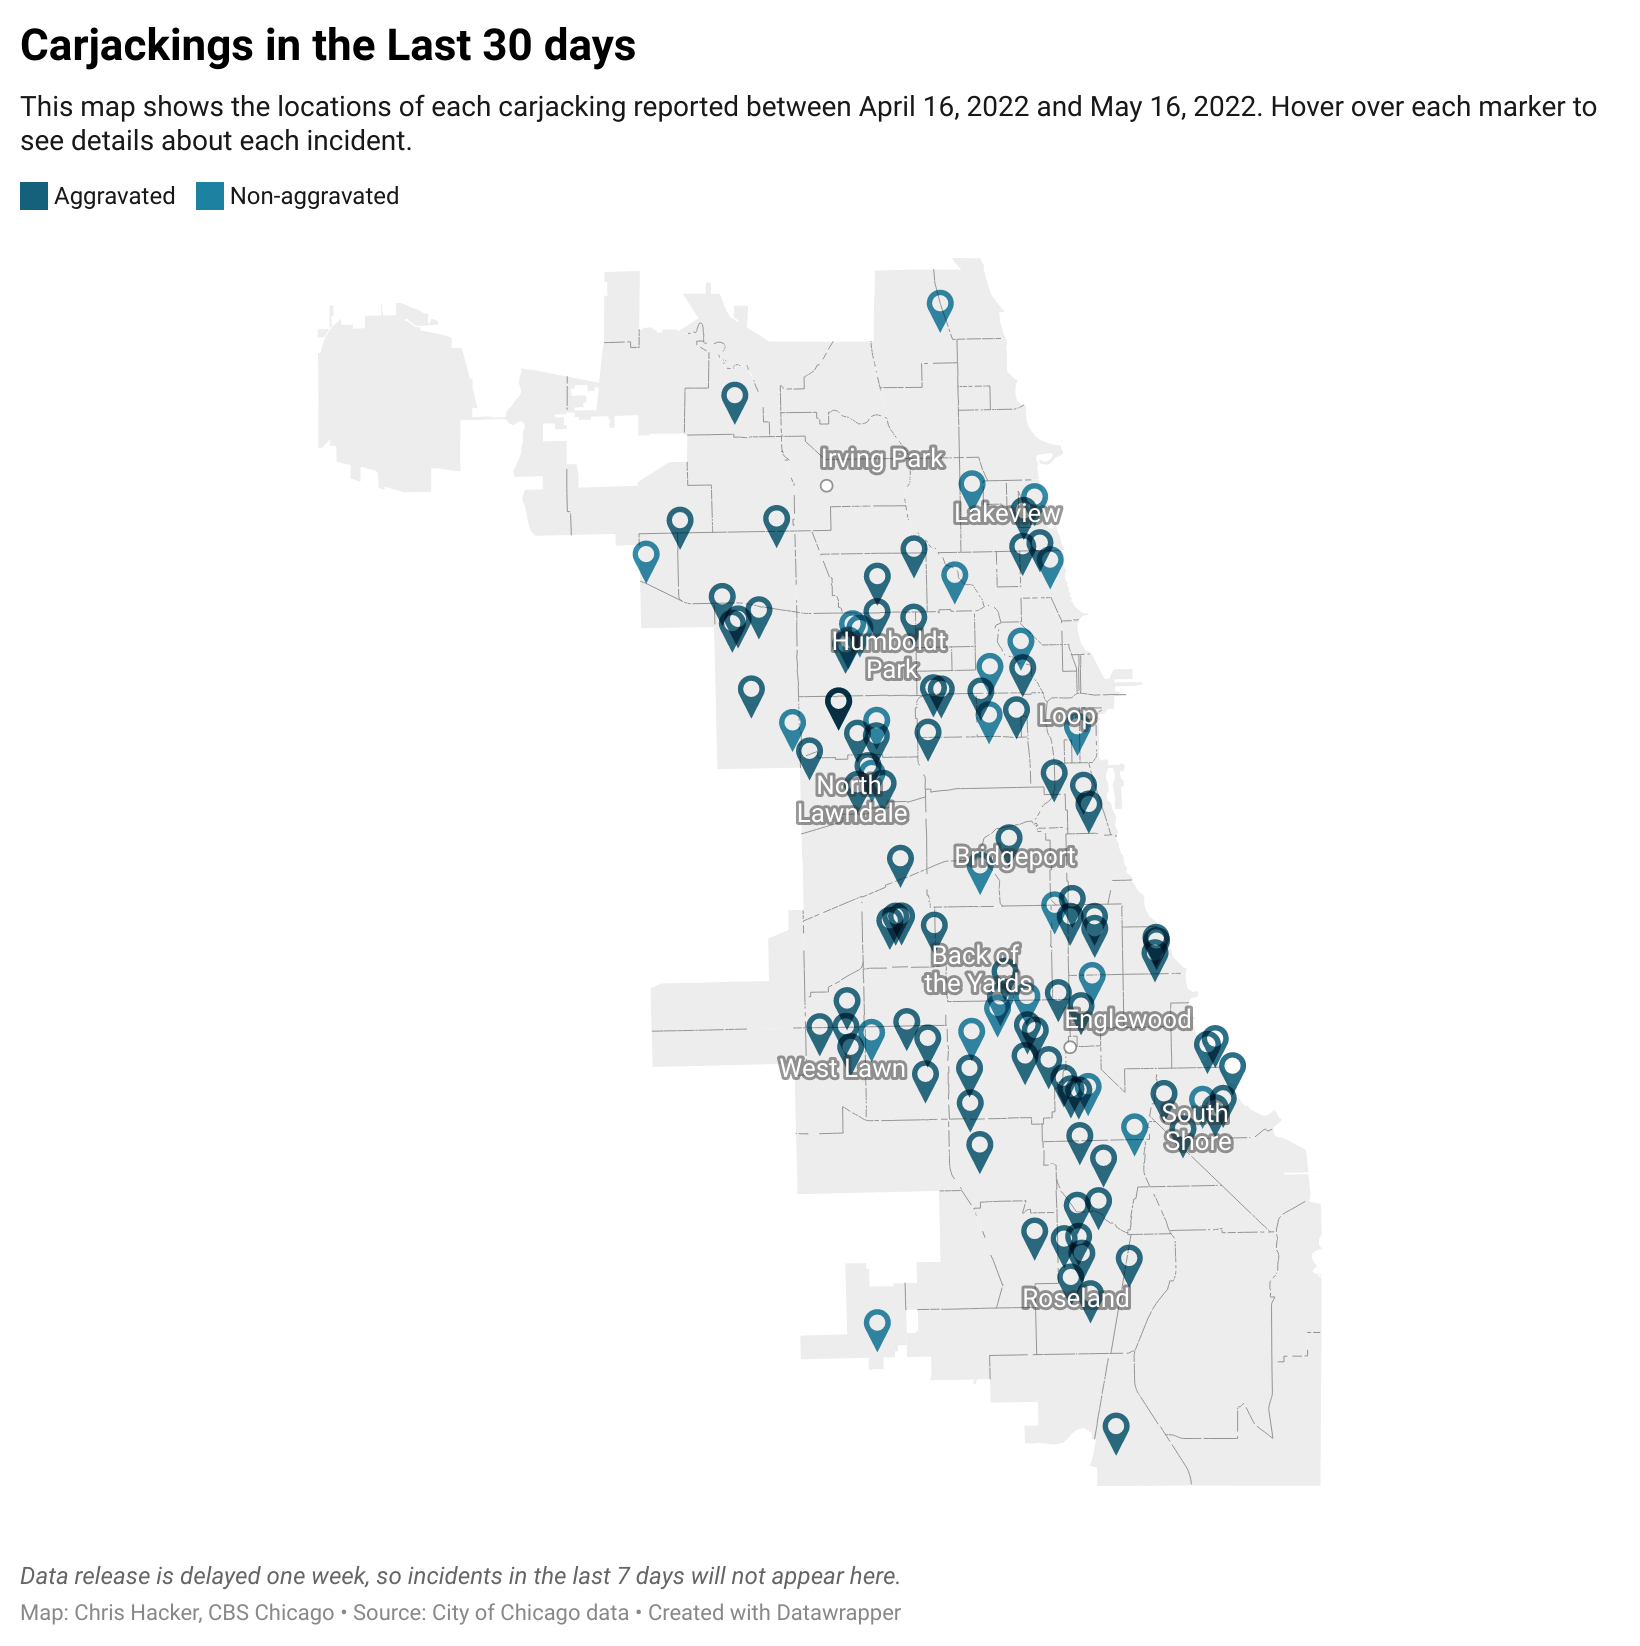 Carjackings in the Last 30 days
This map shows the locations of each carjacking reported between April 16, 2022 and May 16, 2022. Hover over each marker to
see details about each incident.
Aggravated Non-aggravated
Irving Park
Lakeview
Humboldt
Park
Loop
North
Lawndale
Bridgeport
Back of
the Yards
Englewood
West Lawn
South
Shore
Roseland
Data release is delayed one week, so incidents in the last 7 days will not appear here.
Map: Chris Hacker, CBS Chicago • Source: City of Chicago data • Created with Datawrapper